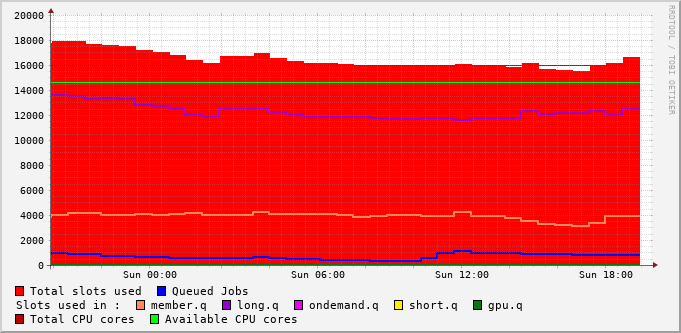 20000
18000
16000
14000
12000
10000
8000
6000
4000
2000
0
Sun 00:00 Sun 06:00 Sun 12:00 Sun 18:00
RRDTOOL / TOBI OETIKER
Total slots used Queued Jobs
Slots used in : member.q long.q ondemand.q short.q gpu.q
Total CPU cores Available CPU cores